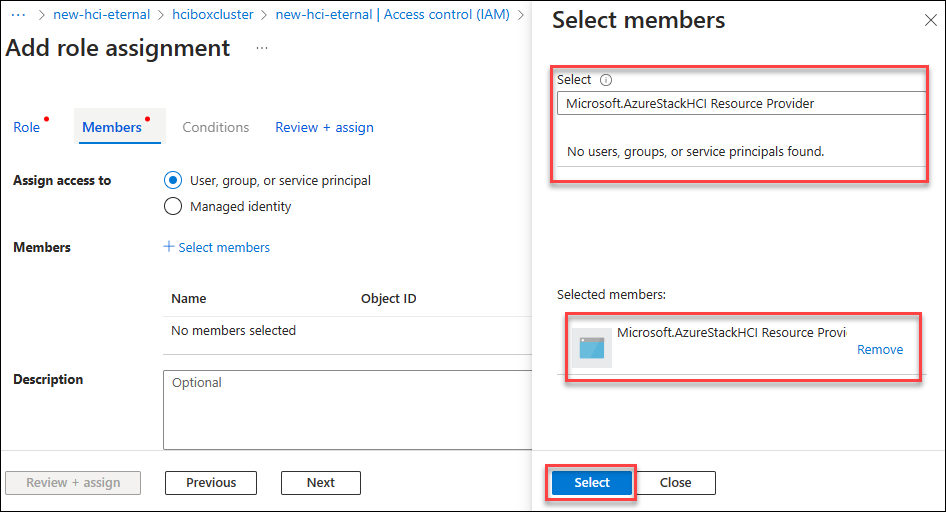 ··· > new-hci-eternal > hciboxcluster > new-hci-eternal | Access control (IAM) >
Add role assignment ···
Role
Members
Conditions
Review + assign
Assign access to
User, group, or service principal
Managed identity
Members
+ Select members
Name
Object ID
No members selected
Description
Optional
Review + assign
Previous
Next
Select members
Select
Microsoft.AzureStackHCI Resource Provider
No users, groups, or service principals found.
Selected members:
Microsoft.AzureStackHCI Resource Provi
Remove
Select
Close